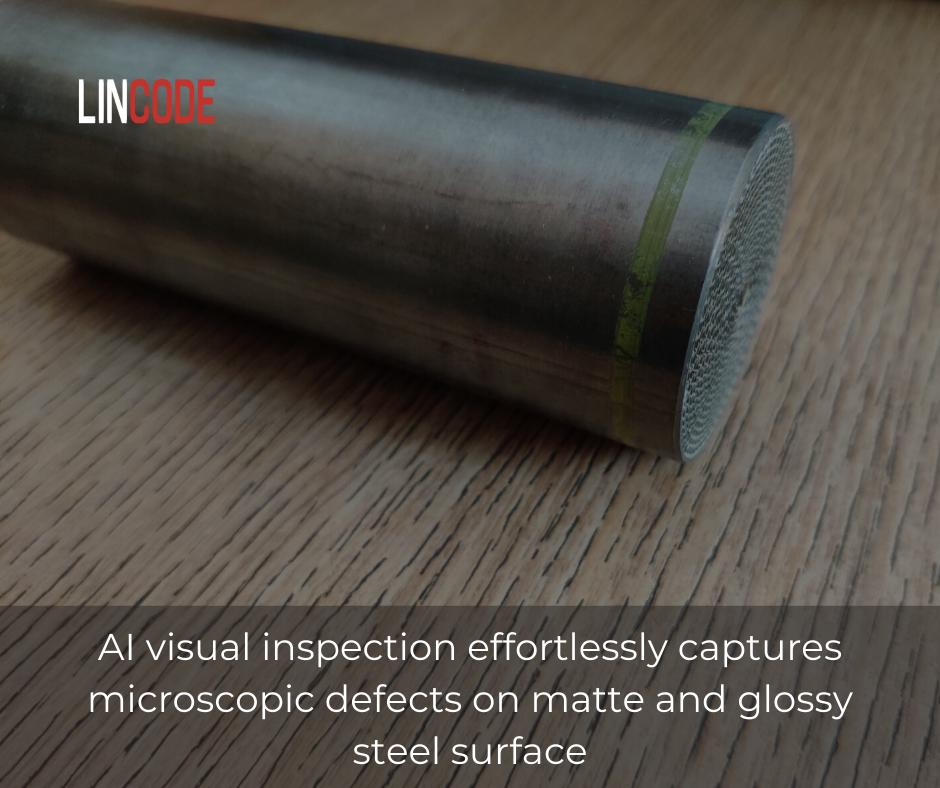 LINCODE
AI visual inspection effortlessly captures
microscopic defects on matte and glossy
steel surface